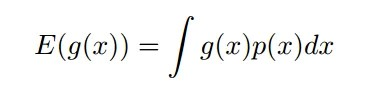 E(g(x)) = ∫ g(x)p(x)dx